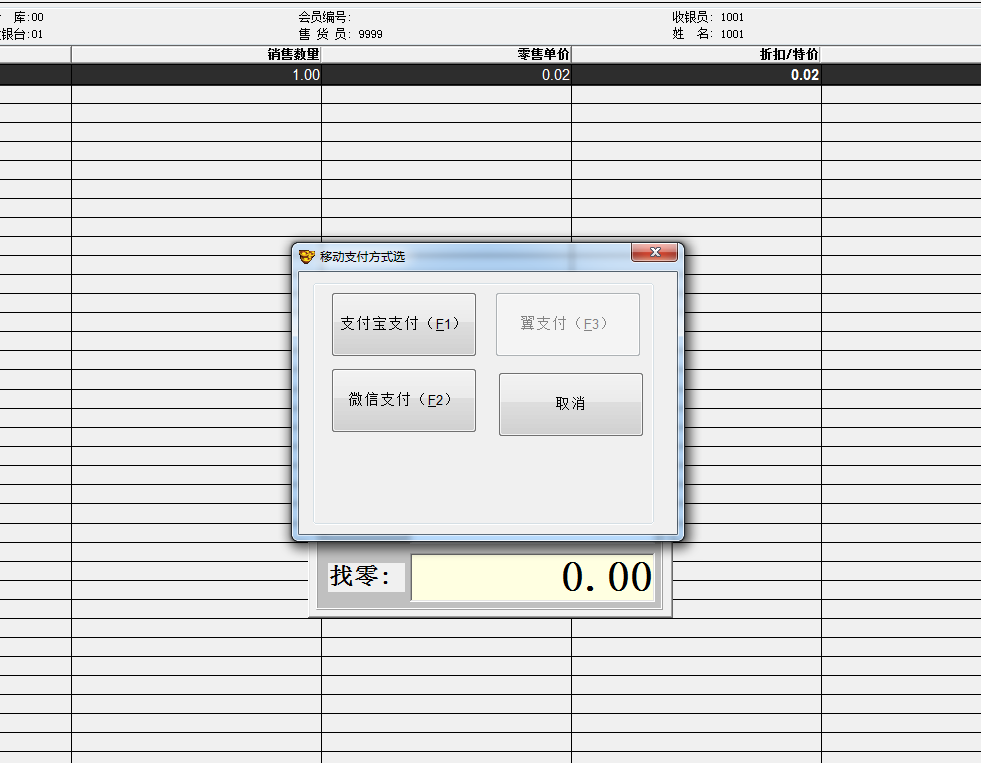 库:00 会员编号: 收银员: 1001
银台:01 售 货 员: 9999 姓 名: 1001
销售数量 零售单价 折扣/特价
1.00 0.02 0.02
移动支付方式选
支付宝支付（F1） 翼支付（F3）
微信支付（F2） 取消
找零: 0.00